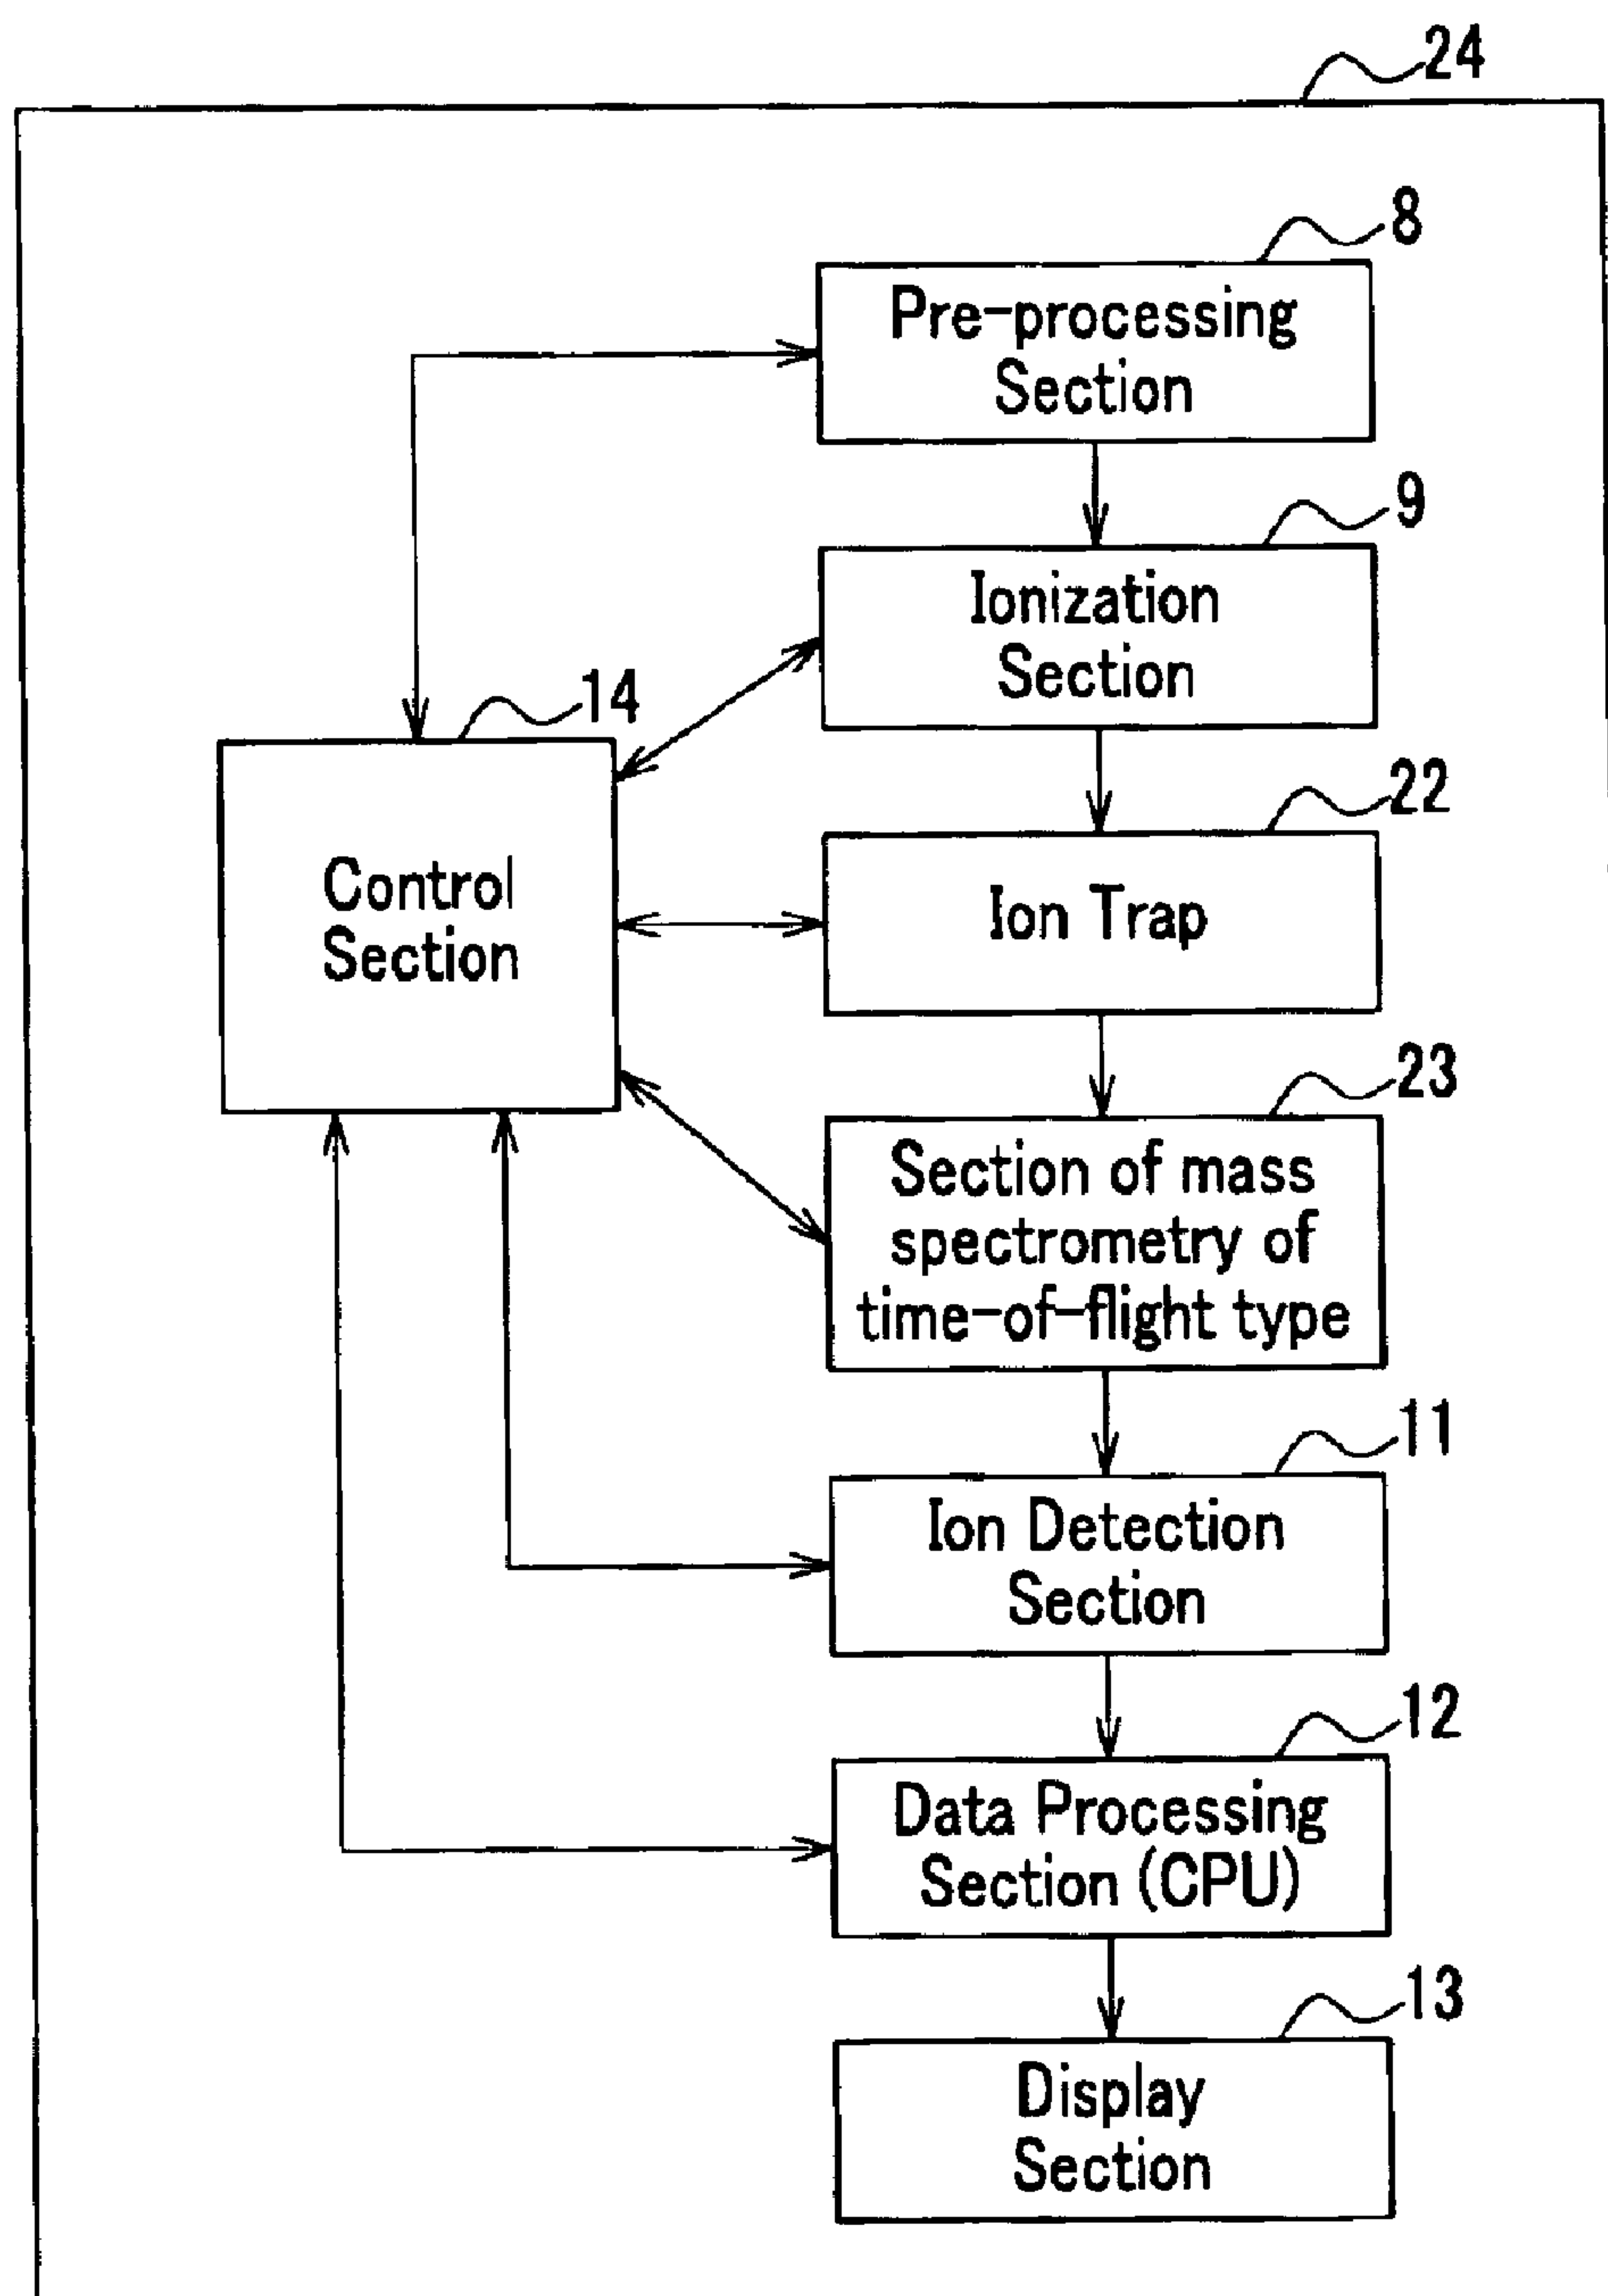 24
8
Pre-processing
Section
9
Ionization
Section
14
Control
Section
22
Ion Trap
23
Section of mass
spectrometry of
time-of-flight type
11
Ion Detection
Section
12
Data Processing
Section (CPU)
13
Display
Section